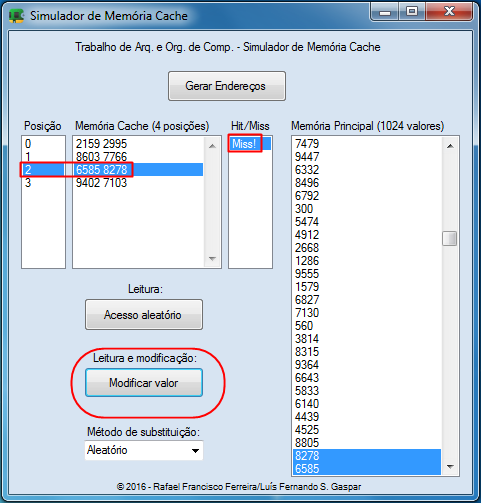 Simulador de Memória Cache
Trabalho de Arq. e Org. de Comp. - Simulador de Memória Cache
Gerar Endereços
Posição
0
1
2
3
Memória Cache (4 posições)
2159 2995
8603 7766
6585 8278
9402 7103
Hit/Miss
Miss!
Leitura:
Acesso aleatório
Leitura e modificação:
Modificar valor
Método de substituição:
Aleatório
Memória Principal (1024 valores)
7479
9447
6332
8496
6792
300
5474
4912
2668
1286
9555
1579
6827
7130
560
3814
8315
9364
6643
5833
6140
4439
4525
8805
8278
6585
© 2016 - Rafael Francisco Ferreira/Luís Fernando S. Gaspar